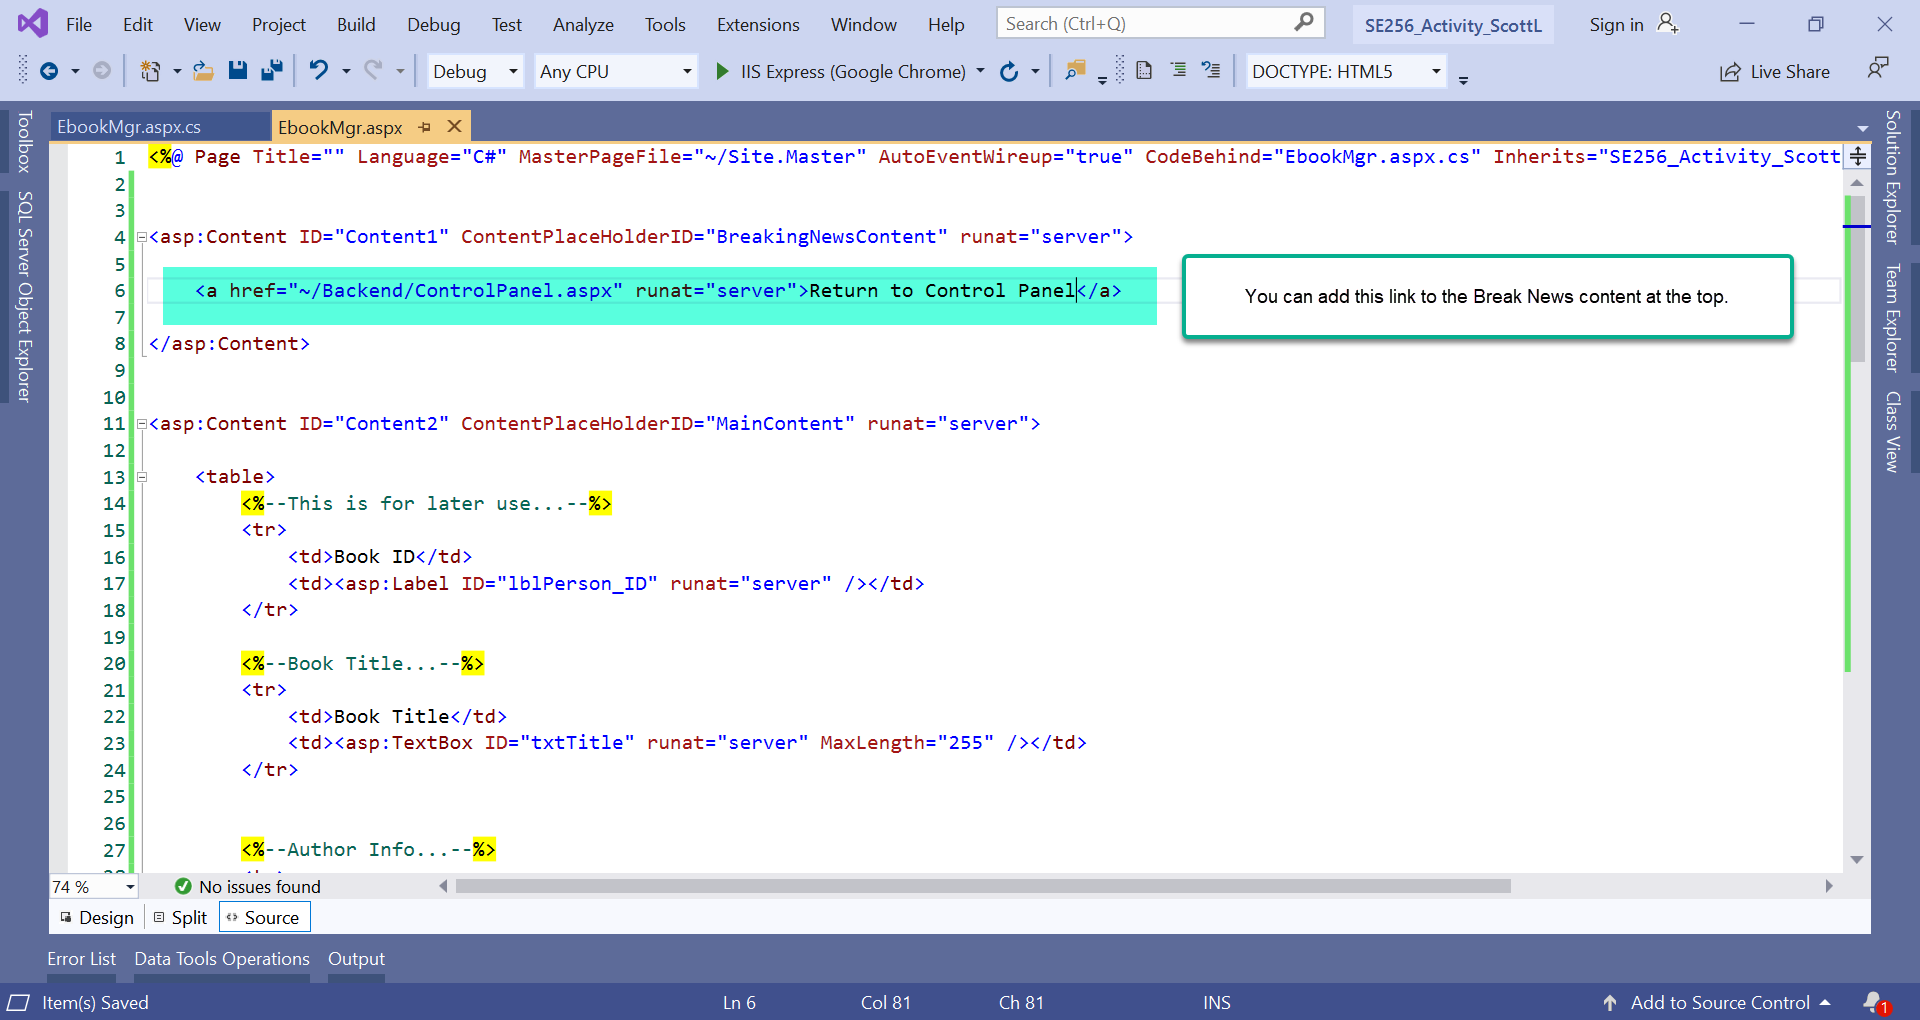 File Edit View Project Build Debug Test Analyze Tools Extensions Window Help Search (Ctrl+Q) SE256_Activity_ScottL Sign in
Debug Any CPU IIS Express (Google Chrome) DOCTYPE: HTML5 Live Share
Toolbox
SQL Server Object Explorer
EbookMgr.aspx.cs EbookMgr.aspx
1 <%@ Page Title="" Language="C#" MasterPageFile="~/Site.Master" AutoEventWireup="true" CodeBehind="EbookMgr.aspx.cs" Inherits="SE256_Activity_Scott
2
3
4 <asp:Content ID="Content1" ContentPlaceHolderID="BreakingNewsContent" runat="server">
5
6 <a href="~/Backend/ControlPanel.aspx" runat="server">Return to Control Panel</a>
7
8 </asp:Content>
9
10
11 <asp:Content ID="Content2" ContentPlaceHolderID="MainContent" runat="server">
12
13 <table>
14 <%--This is for later use...--%>
15 <tr>
16 <td>Book ID</td>
17 <td><asp:Label ID="lblPerson_ID" runat="server" /></td>
18 </tr>
19
20 <%--Book Title...--%>
21 <tr>
22 <td>Book Title</td>
23 <td><asp:TextBox ID="txtTitle" runat="server" MaxLength="255" /></td>
24 </tr>
25
26
27 <%--Author Info...--%>
You can add this link to the Break News content at the top.
Solution Explorer
Team Explorer
Class View
74 % No issues found
Design Split Source
Error List Data Tools Operations Output
Item(s) Saved Ln 6 Col 81 Ch 81 INS Add to Source Control 1